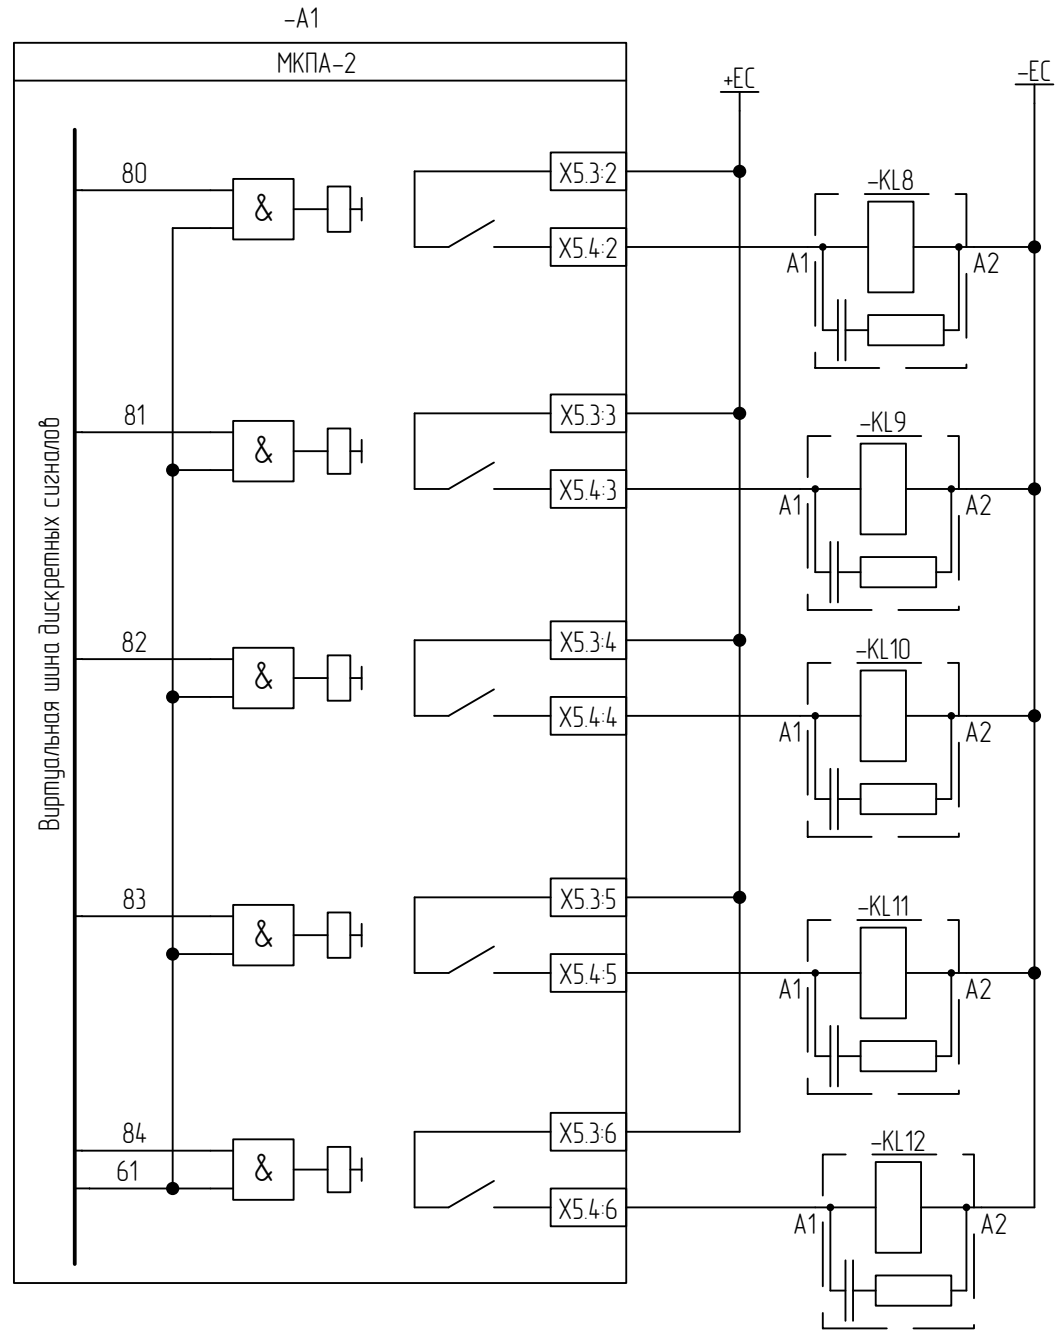 -A1
МКПА-2
+EC
-EC
Виртуальная шина дискретных сигналов
80
&
X5.3:2
X5.4:2
-KL8
A1
A2
81
&
X5.3:3
X5.4:3
-KL9
A1
A2
82
&
X5.3:4
X5.4:4
-KL10
A1
A2
83
&
X5.3:5
X5.4:5
-KL11
A1
A2
84
61
&
X5.3:6
X5.4:6
-KL12
A1
A2